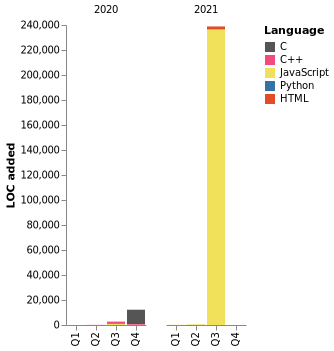 2020
2021
LOC added
240,000
220,000
200,000
180,000
160,000
140,000
120,000
100,000
80,000
60,000
40,000
20,000
0
Q1
Q2
Q3
Q4
Q1
Q2
Q3
Q4
Language
C
C++
JavaScript
Python
HTML